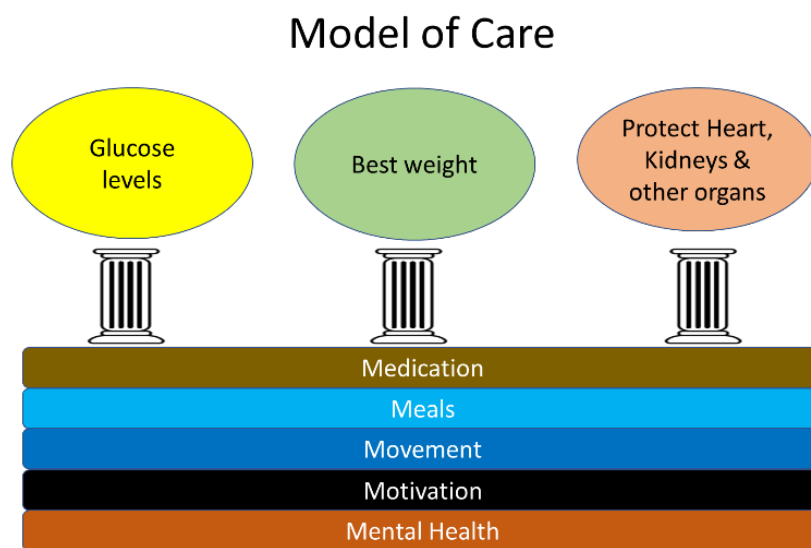 Model of Care
Glucose
levels
Best weight
Protect Heart,
Kidneys &
other organs
Medication
Meals
Movement
Motivation
Mental Health